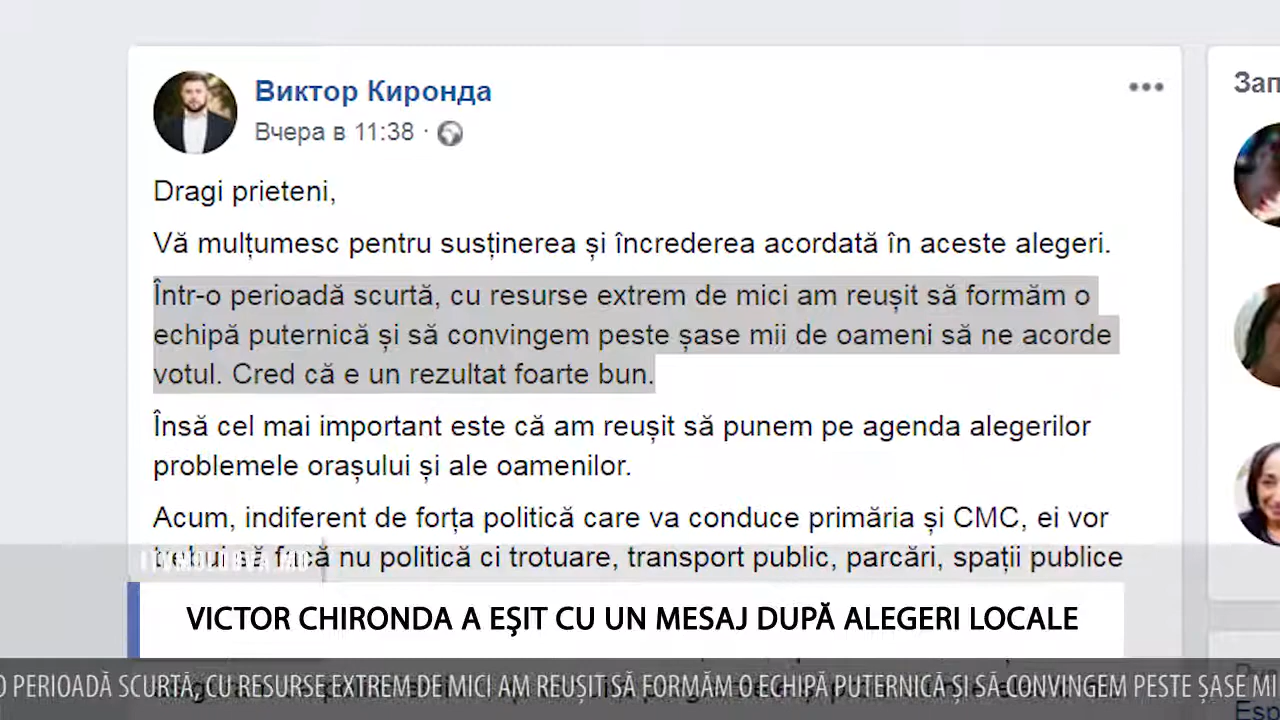 Виктор Киронда
Вчера в 11:38 ·
Зап
Dragi prieteni,
Vă mulțumesc pentru susținerea și încrederea acordată în aceste alegeri.
Într-o perioadă scurtă, cu resurse extrem de mici am reușit să formăm o
echipă puternică și să convingem peste șase mii de oameni să ne acorde
votul. Cred că e un rezultat foarte bun.
Însă cel mai important este că am reușit să punem pe agenda alegerilor
problemele orașului și ale oamenilor.
Acum, indiferent de forța politică care va conduce primăria și CMC, ei vor
să facă nu politică ci trotuare, transport public, parcări, spații publice
VICTOR CHIRONDA A EŞIT CU UN MESAJ DUPĂ ALEGERI LOCALE
O PERIOADĂ SCURTĂ, CU RESURSE EXTREM DE MICI AM REUȘIT SĂ FORMĂM O ECHIPĂ PUTERNICĂ ȘI SĂ CONVINGEM PESTE ȘASE MI
Esp